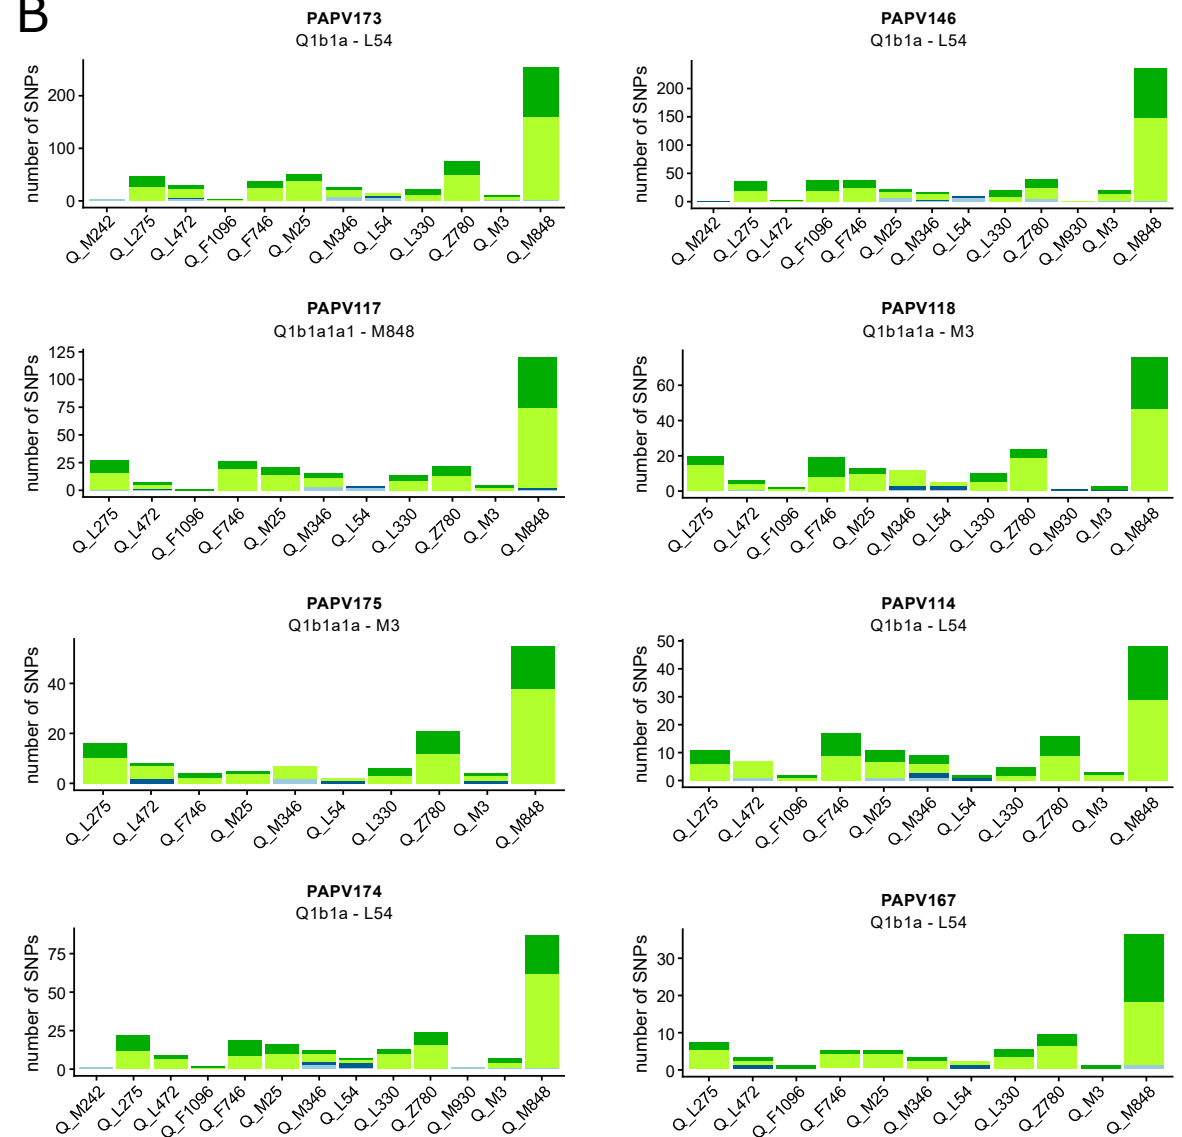 B
PAPV173
Q1b1a - L54
number of SNPs
200
100
0
Q_M242 Q_L275 Q_L472 Q_F1096 Q_F746 Q_M25 Q_M346 Q_L54 Q_L330 Q_Z780 Q_M3 Q_M848
PAPV146
Q1b1a - L54
number of SNPs
200
150
100
50
0
Q_M242 Q_L275 Q_L472 Q_F1096 Q_F746 Q_M25 Q_M346 Q_L54 Q_L330 Q_Z780 Q_M930 Q_M3 Q_M848
PAPV117
Q1b1a1a1 - M848
number of SNPs
125
100
75
50
25
0
Q_L275 Q_L472 Q_F1096 Q_F746 Q_M25 Q_M346 Q_L54 Q_L330 Q_Z780 Q_M3 Q_M848
PAPV118
Q1b1a1a - M3
number of SNPs
60
40
20
0
Q_L275 Q_L472 Q_F1096 Q_F746 Q_M25 Q_M346 Q_L54 Q_L330 Q_Z780 Q_M930 Q_M3 Q_M848
PAPV175
Q1b1a1a - M3
number of SNPs
40
20
0
Q_L275 Q_L472 Q_F746 Q_M25 Q_M346 Q_L54 Q_L330 Q_Z780 Q_M3 Q_M848
PAPV114
Q1b1a - L54
number of SNPs
50
40
30
20
10
0
Q_L275 Q_L472 Q_F1096 Q_F746 Q_M25 Q_M346 Q_L54 Q_L330 Q_Z780 Q_M3 Q_M848
PAPV174
Q1b1a - L54
number of SNPs
75
50
25
0
Q_M242 Q_L275 Q_L472 Q_F1096 Q_F746 Q_M25 Q_M346 Q_L54 Q_L330 Q_Z780 Q_M930 Q_M3 Q_M848
PAPV167
Q1b1a - L54
number of SNPs
30
20
10
0
Q_L275 Q_L472 Q_F1096 Q_F746 Q_M25 Q_M346 Q_L54 Q_L330 Q_Z780 Q_M3 Q_M848